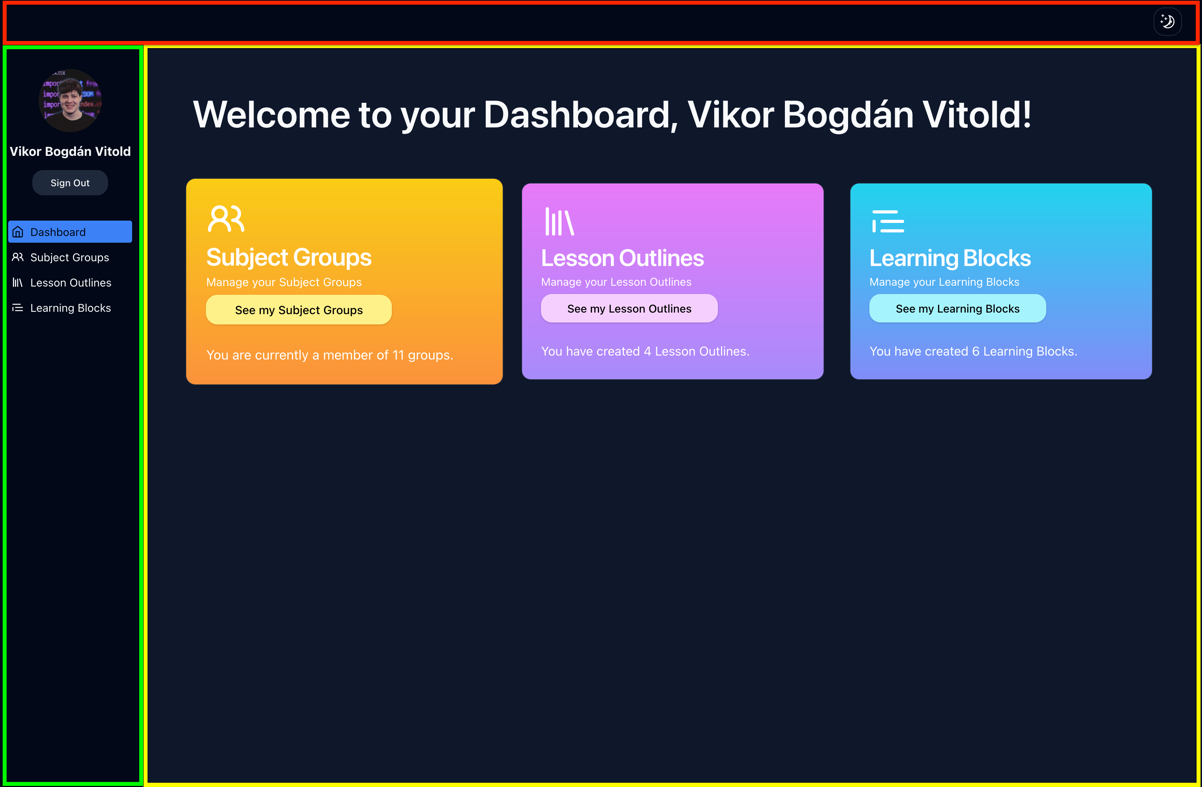 Vikor Bogdán Vitold
Sign Out
Dashboard
Subject Groups
Lesson Outlines
Learning Blocks
Welcome to your Dashboard, Vikor Bogdán Vitold!
Subject Groups
Manage your Subject Groups
See my Subject Groups
You are currently a member of 11 groups.
Lesson Outlines
Manage your Lesson Outlines
See my Lesson Outlines
You have created 4 Lesson Outlines.
Learning Blocks
Manage your Learning Blocks
See my Learning Blocks
You have created 6 Learning Blocks.